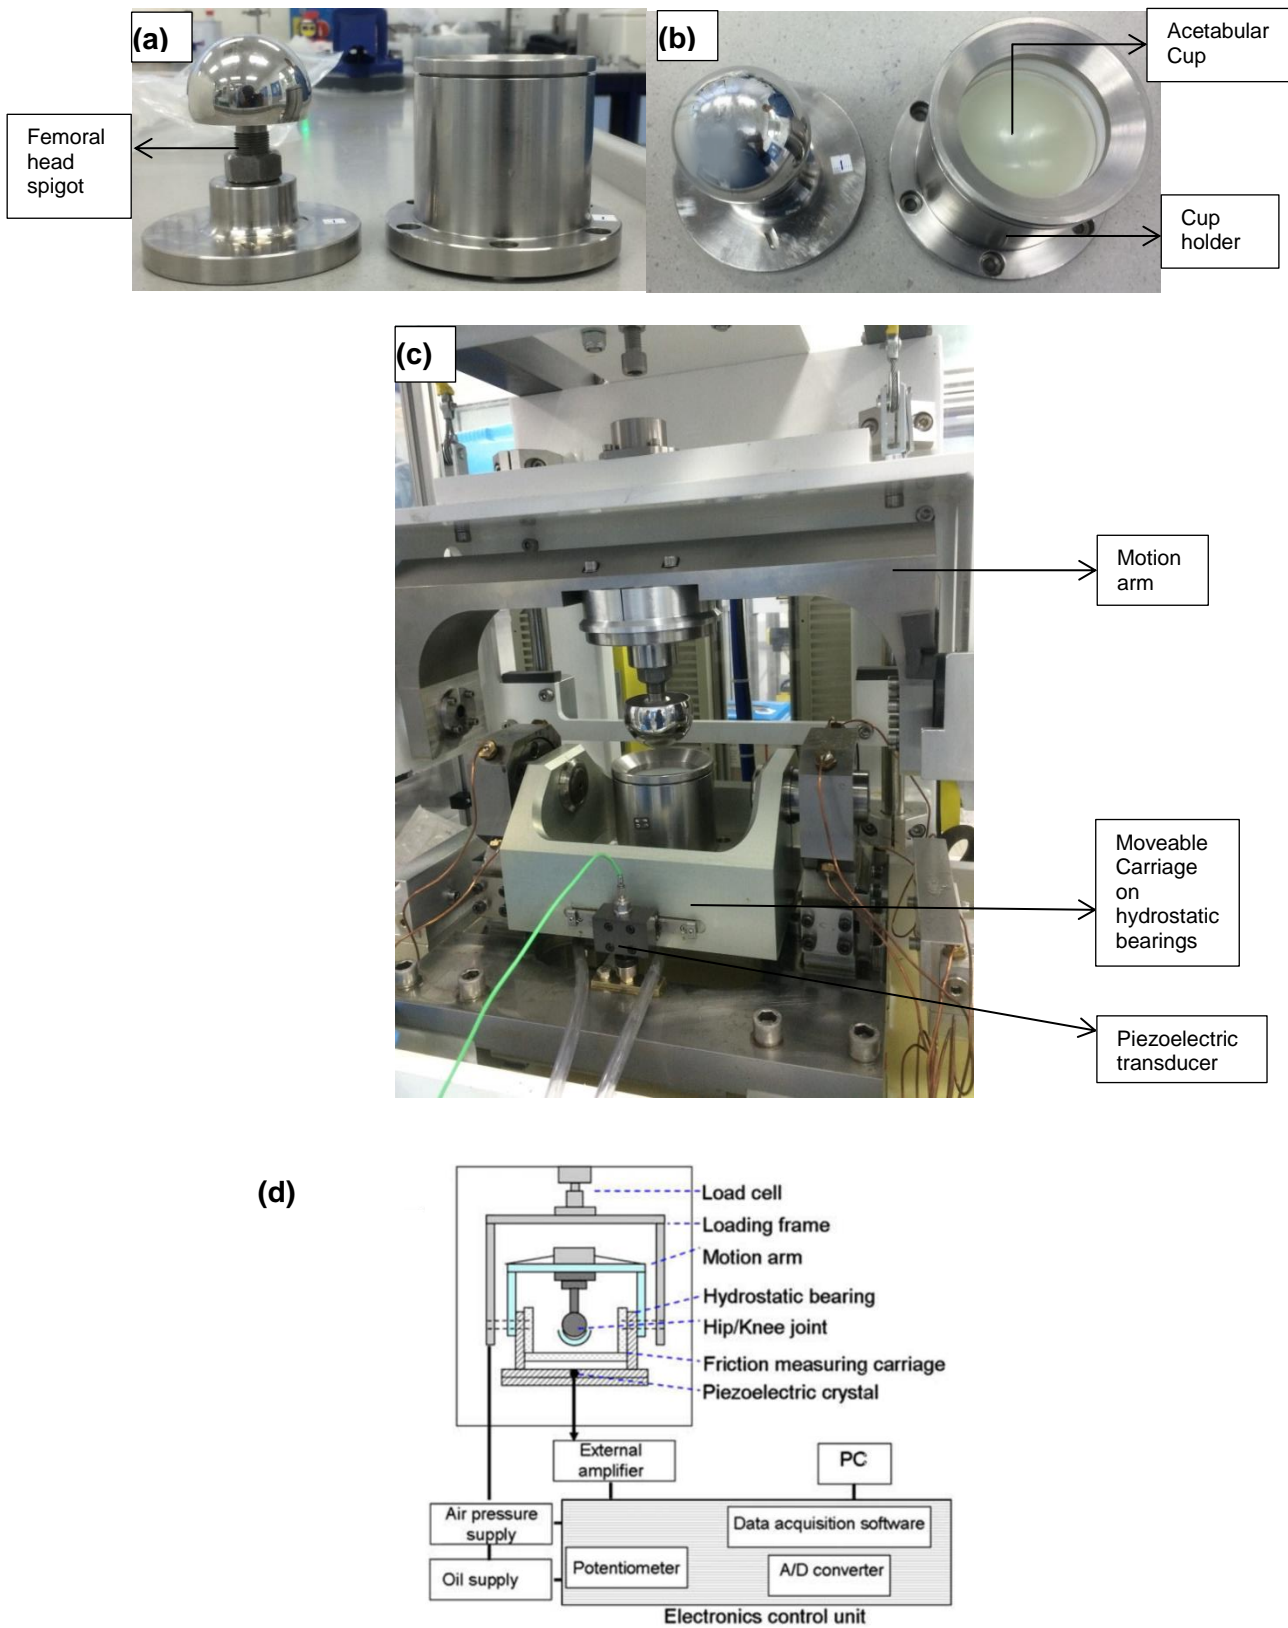 (a)
Femoral
head
spigot
(b)
Acetabular
Cup
Cup
holder
(c)
Motion
arm
Moveable
Carriage
on
hydrostatic
bearings
Piezoelectric
transducer
(d)
Load cell
Loading frame
Motion arm
Hydrostatic bearing
Hip/Knee joint
Friction measuring carriage
Piezoelectric crystal
External
amplifier
PC
Air pressure
supply
Data acquisition software
Oil supply
Potentiometer
A/D converter
Electronics control unit